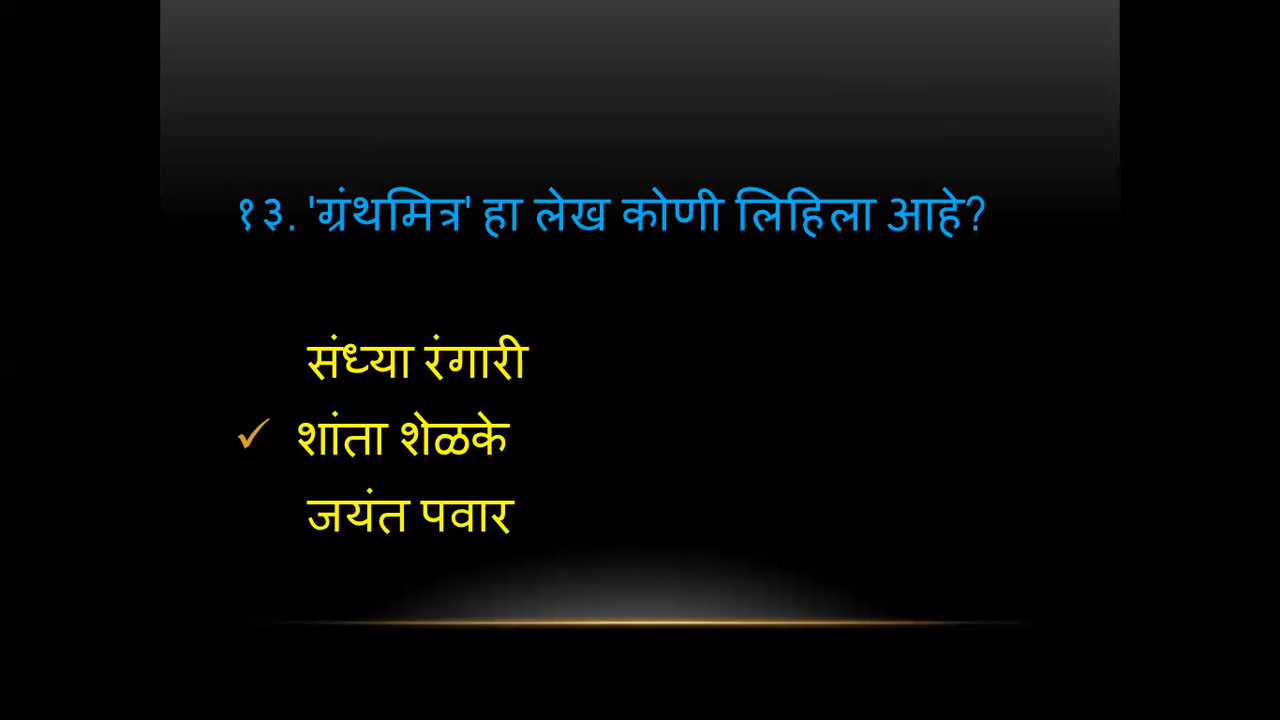 १३. 'ग्रंथमित्र' हा लेख कोणी लिहिला आहे?
संध्या रंगारी
✓ शांता शेळके
जयंत पवार